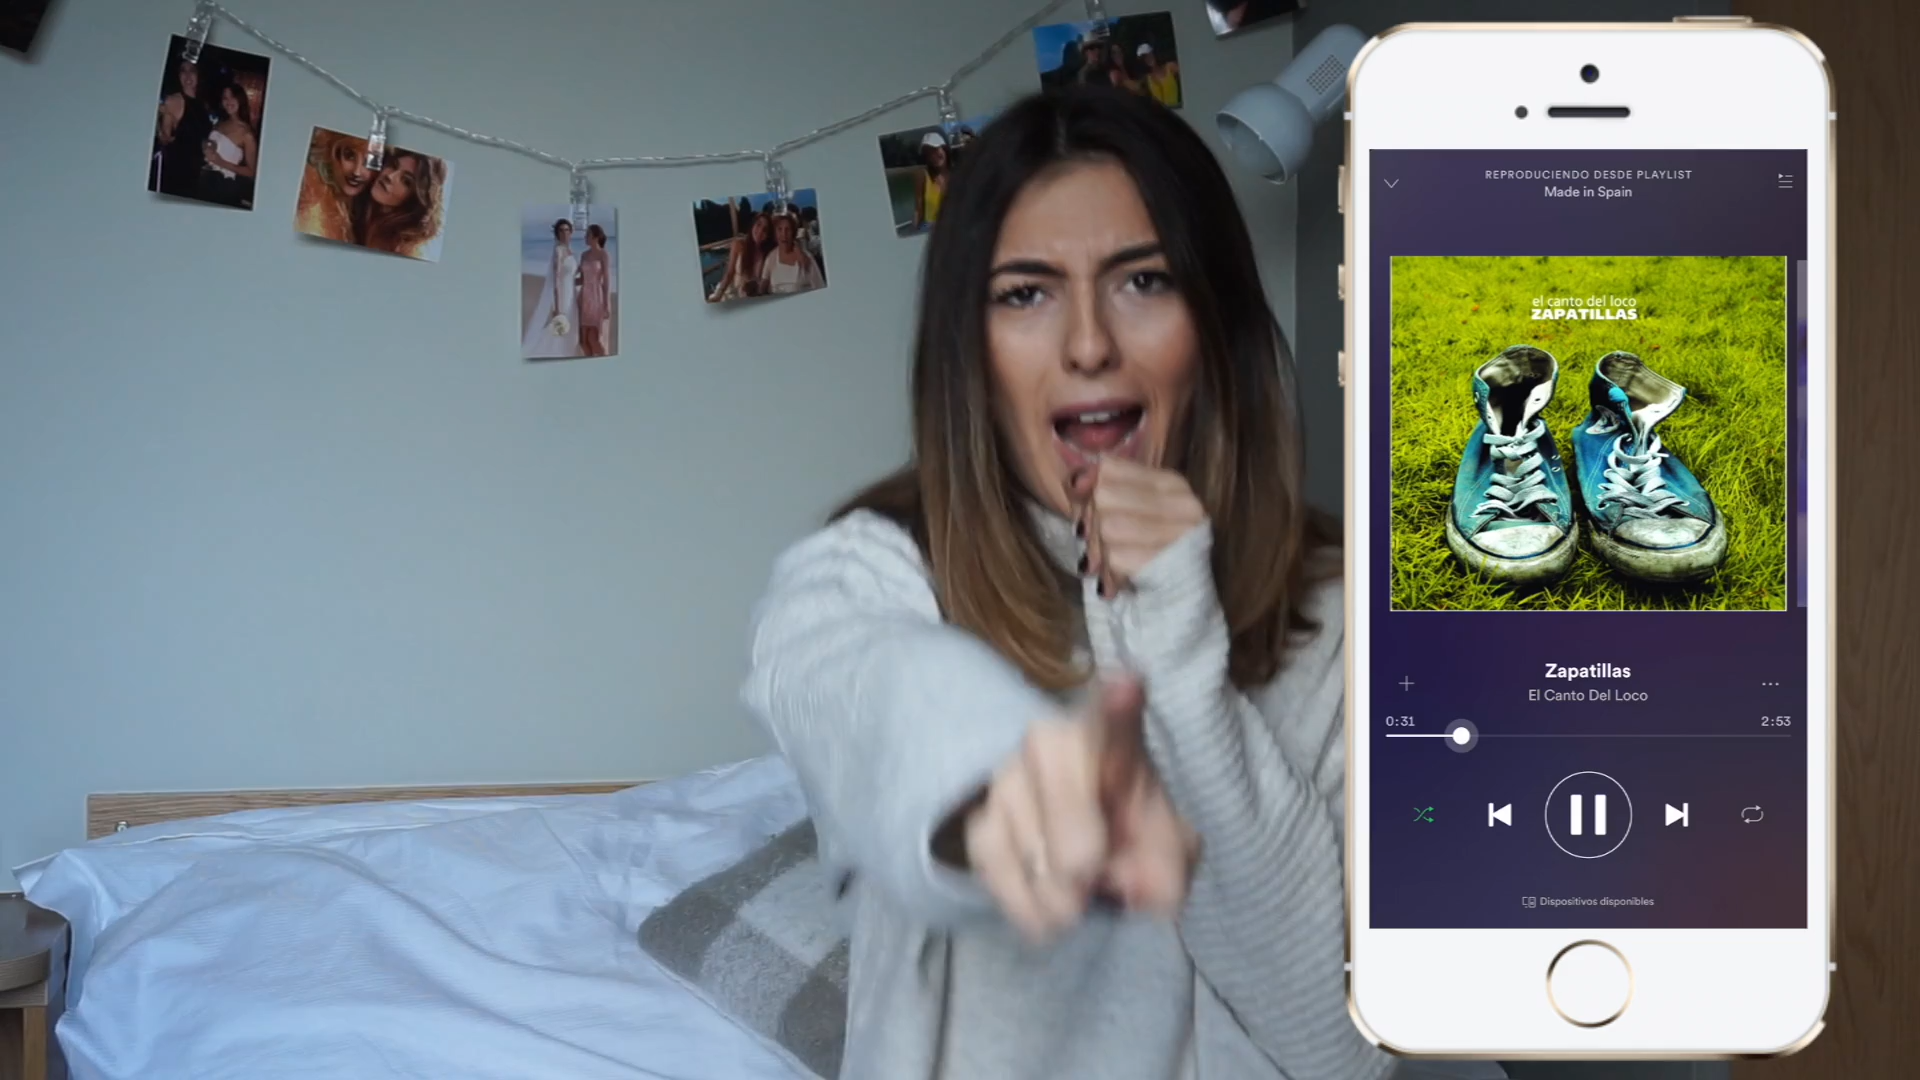 REPRODUCIENDO DESDE PLAYLIST
Made in Spain
el canto del loco
ZAPATILLAS
Zapatillas
El Canto Del Loco
0:31
2:53
Dispositivos disponibles